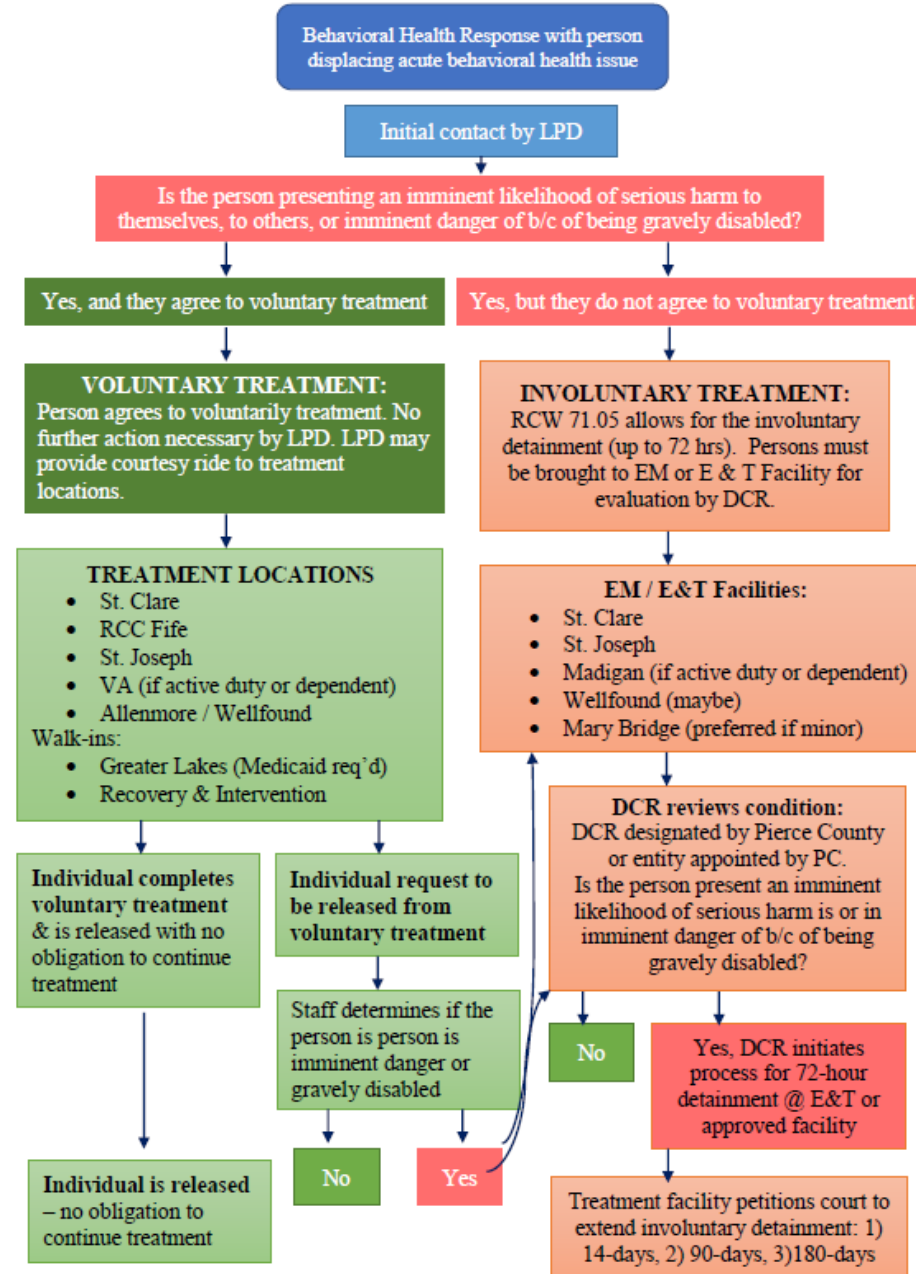 Behavioral Health Response with person
displacing acute behavioral health issue
Initial contact by LPD
Is the person presenting an imminent likelihood of serious harm to
themselves, to others, or imminent danger of b/c of being gravely disabled?
Yes, and they agree to voluntary treatment
Yes, but they do not agree to voluntary treatment
VOLUNTARY TREATMENT:
Person agrees to voluntarily treatment. No
further action necessary by LPD. LPD may
provide courtesy ride to treatment
locations.
INVOLUNTARY TREATMENT:
RCW 71.05 allows for the involuntary
detainment (up to 72 hrs). Persons must
be brought to EM or E & T Facility for
evaluation by DCR.
TREATMENT LOCATIONS
• St. Clare
• RCC Fife
• St. Joseph
• VA (if active duty or dependent)
• Allenmore / Wellfound
Walk-ins:
• Greater Lakes (Medicaid req'd)
• Recovery & Intervention
EM / E&T Facilities:
• St. Clare
• St. Joseph
• Madigan (if active duty or dependent)
• Wellfound (maybe)
• Mary Bridge (preferred if minor)
DCR reviews condition:
DCR designated by Pierce County
or entity appointed by PC.
Is the person present an imminent
likelihood of serious harm is or in
imminent danger of b/c of being
gravely disabled?
Individual completes
voluntary treatment
& is released with no
obligation to continue
treatment
Individual request to
be released from
voluntary treatment
Staff determines if the
person is person is
imminent danger or
gravely disabled
No
Yes, DCR initiates
process for 72-hour
detainment @ E&T or
approved facility
No
Yes
Individual is released
– no obligation to
continue treatment
Treatment facility petitions court to
extend involuntary detainment: 1)
14-days, 2) 90-days, 3)180-days